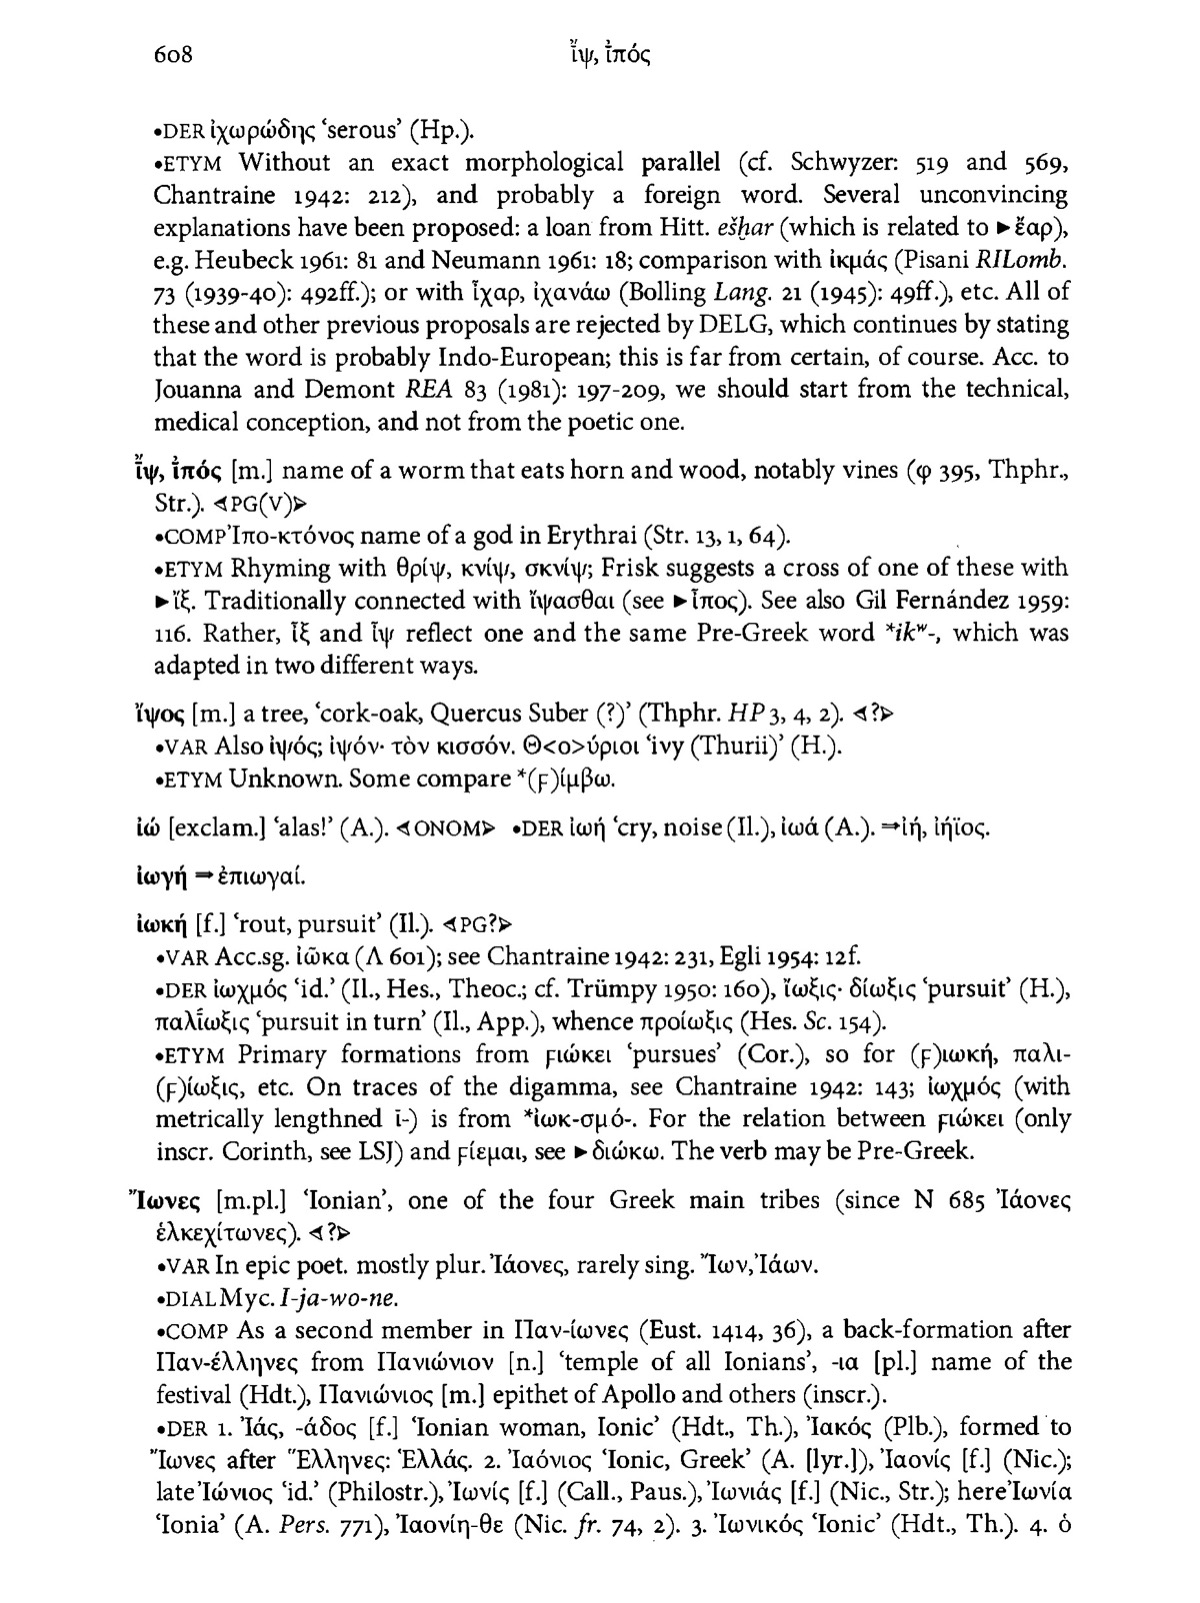 608
ἶ̆ψ, ἰ̆πός
•DER ἰχωρώδης ‘serous’ (Hp.).
•ETYM Without an exact morphological parallel (cf. Schwyzer: 519 and 569,
Chantraine 1942: 212), and probably a foreign word. Several unconvincing
explanations have been proposed: a loan from Hitt. ešḫar (which is related to ►ἔαρ),
e.g. Heubeck 1961: 81 and Neumann 1961: 18; comparison with ἰκμάς (Pisani RILomb.
73 (1939-40): 492ff.); or with ἶχαρ, ἰχανάω (Bolling Lang. 21 (1945): 49ff.), etc. All of
these and other previous proposals are rejected by DELG, which continues by stating
that the word is probably Indo-European; this is far from certain, of course. Acc. to
Jouanna and Demont REA 83 (1981): 197-209, we should start from the technical,
medical conception, and not from the poetic one.
ἶ̆ψ, ἰ̆πός [m.] name of a worm that eats horn and wood, notably vines (φ 395, Thphr.,
Str.). ⊲PG(V)⊳
•COMP Ἰπο-κτόνος name of a god in Erythrai (Str. 13, 1, 64).
•ETYM Rhyming with θρίψ, κνίψ, σκνίψ; Frisk suggests a cross of one of these with
►ἴξ. Traditionally connected with ἴψασθαι (see ►ἶπος). See also Gil Fernández 1959:
116. Rather, ἶξ and ἶψ reflect one and the same Pre-Greek word *ikʷ-, which was
adapted in two different ways.
ἴψος [m.] a tree, ‘cork-oak, Quercus Suber (?)’ (Thphr. HP 3, 4, 2). ⊲?⊳
•VAR Also ἰψός; ἰψόν· τὸν κισσόν. Θ<ο>ύριοι ‘ivy (Thurii)’ (H.).
•ETYM Unknown. Some compare *(ϝ)ίμβω.
ἰώ [exclam.] ‘alas!’ (A.). ⊲ONOM⊳ •DER ἰωή ‘cry, noise (Il.), ἰωά (A.). ⇒ἰή, ἰήϊος.
ἰωγή ⇒ ἐπιωγαί.
ἰωκή [f.] ‘rout, pursuit’ (Il.). ⊲PG?⊳
•VAR Acc.sg. ἰῶκα (Λ 601); see Chantraine 1942: 231, Egli 1954: 12f.
•DER ἰωχμός ‘id.’ (Il., Hes., Theoc.; cf. Trümpy 1950: 160), ἴωξις· δίωξις ‘pursuit’ (H.),
παλί̄ωξις ‘pursuit in turn’ (Il., App.), whence προίωξις (Hes. Sc. 154).
•ETYM Primary formations from ϝιώκει ‘pursues’ (Cor.), so for (ϝ)ιωκή, παλι-
(ϝ)ίωξις, etc. On traces of the digamma, see Chantraine 1942: 143; ἰωχμός (with
metrically lengthned ῑ-) is from *ἰωκ-σμό-. For the relation between ϝιώκει (only
inscr. Corinth, see LSJ) and ϝίεμαι, see ►διώκω. The verb may be Pre-Greek.
Ἴωνες [m.pl.] ‘Ionian’, one of the four Greek main tribes (since N 685 Ἰάονες
ἑλκεχίτωνες). ⊲?⊳
•VAR In epic poet. mostly plur. Ἰάονες, rarely sing. Ἴων, Ἰάων.
•DIAL Myc. I-ja-wo-ne.
•COMP As a second member in Παν-ίωνες (Eust. 1414, 36), a back-formation after
Παν-έλληνες from Πανιώνιον [n.] ‘temple of all Ionians’, -ια [pl.] name of the
festival (Hdt.), Πανιώνιος [m.] epithet of Apollo and others (inscr.).
•DER 1. Ἰάς, -άδος [f.] ‘Ionian woman, Ionic’ (Hdt., Th.), Ἰακός (Plb.), formed to
Ἴωνες after Ἕλληνες: Ἑλλάς. 2. Ἰαόνιος ‘Ionic, Greek’ (A. [lyr.]), Ἰαονίς [f.] (Nic.);
late Ἰώνιος ‘id.’ (Philostr.), Ἰωνίς [f.] (Call., Paus.), Ἰωνιάς [f.] (Nic., Str.); here Ἰωνία
‘Ionia’ (A. Pers. 771), Ἰαονίη-θε (Nic. fr. 74, 2). 3. Ἰωνικός ‘Ionic’ (Hdt., Th.). 4. ὁ